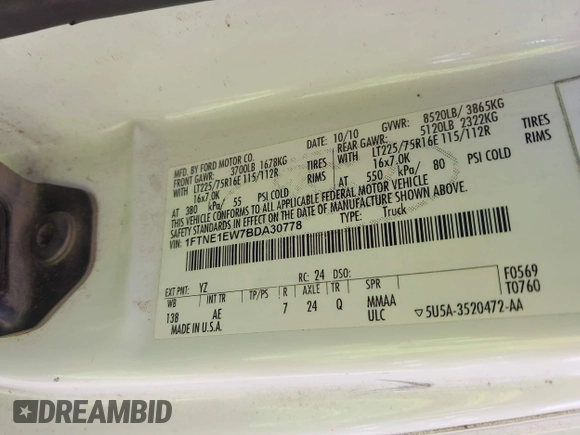 MFD. BY FORD MOTOR CO.
DATE: 10/10
GVWR: 8520LB/ 3865KG
FRONT GAWR: 3700LB 1678KG
REAR GAWR: 5120LB 2322KG
WITH LT225/75R16E 115/112R TIRES
WITH LT225/75R16E 115/112R TIRES
16x7.0K RIMS
16x7.0K RIMS
AT 380 kPa/ 55 PSI COLD
AT 550 kPa/ 80 PSI COLD
THIS VEHICLE CONFORMS TO ALL APPLICABLE FEDERAL MOTOR VEHICLE
SAFETY STANDARDS IN EFFECT ON THE DATE OF MANUFACTURE SHOWN ABOVE.
VIN: 1FTNE1EW7BDA30778
TYPE: Truck
EXT PNT: YZ RC: 24 DSO:
WB INT TR TP/PS R AXLE TR SPR F0569
138 AE 7 24 Q MMAA T0760
ULC
MADE IN U.S.A.
▽5U5A-3520472-AA
DREAMBID